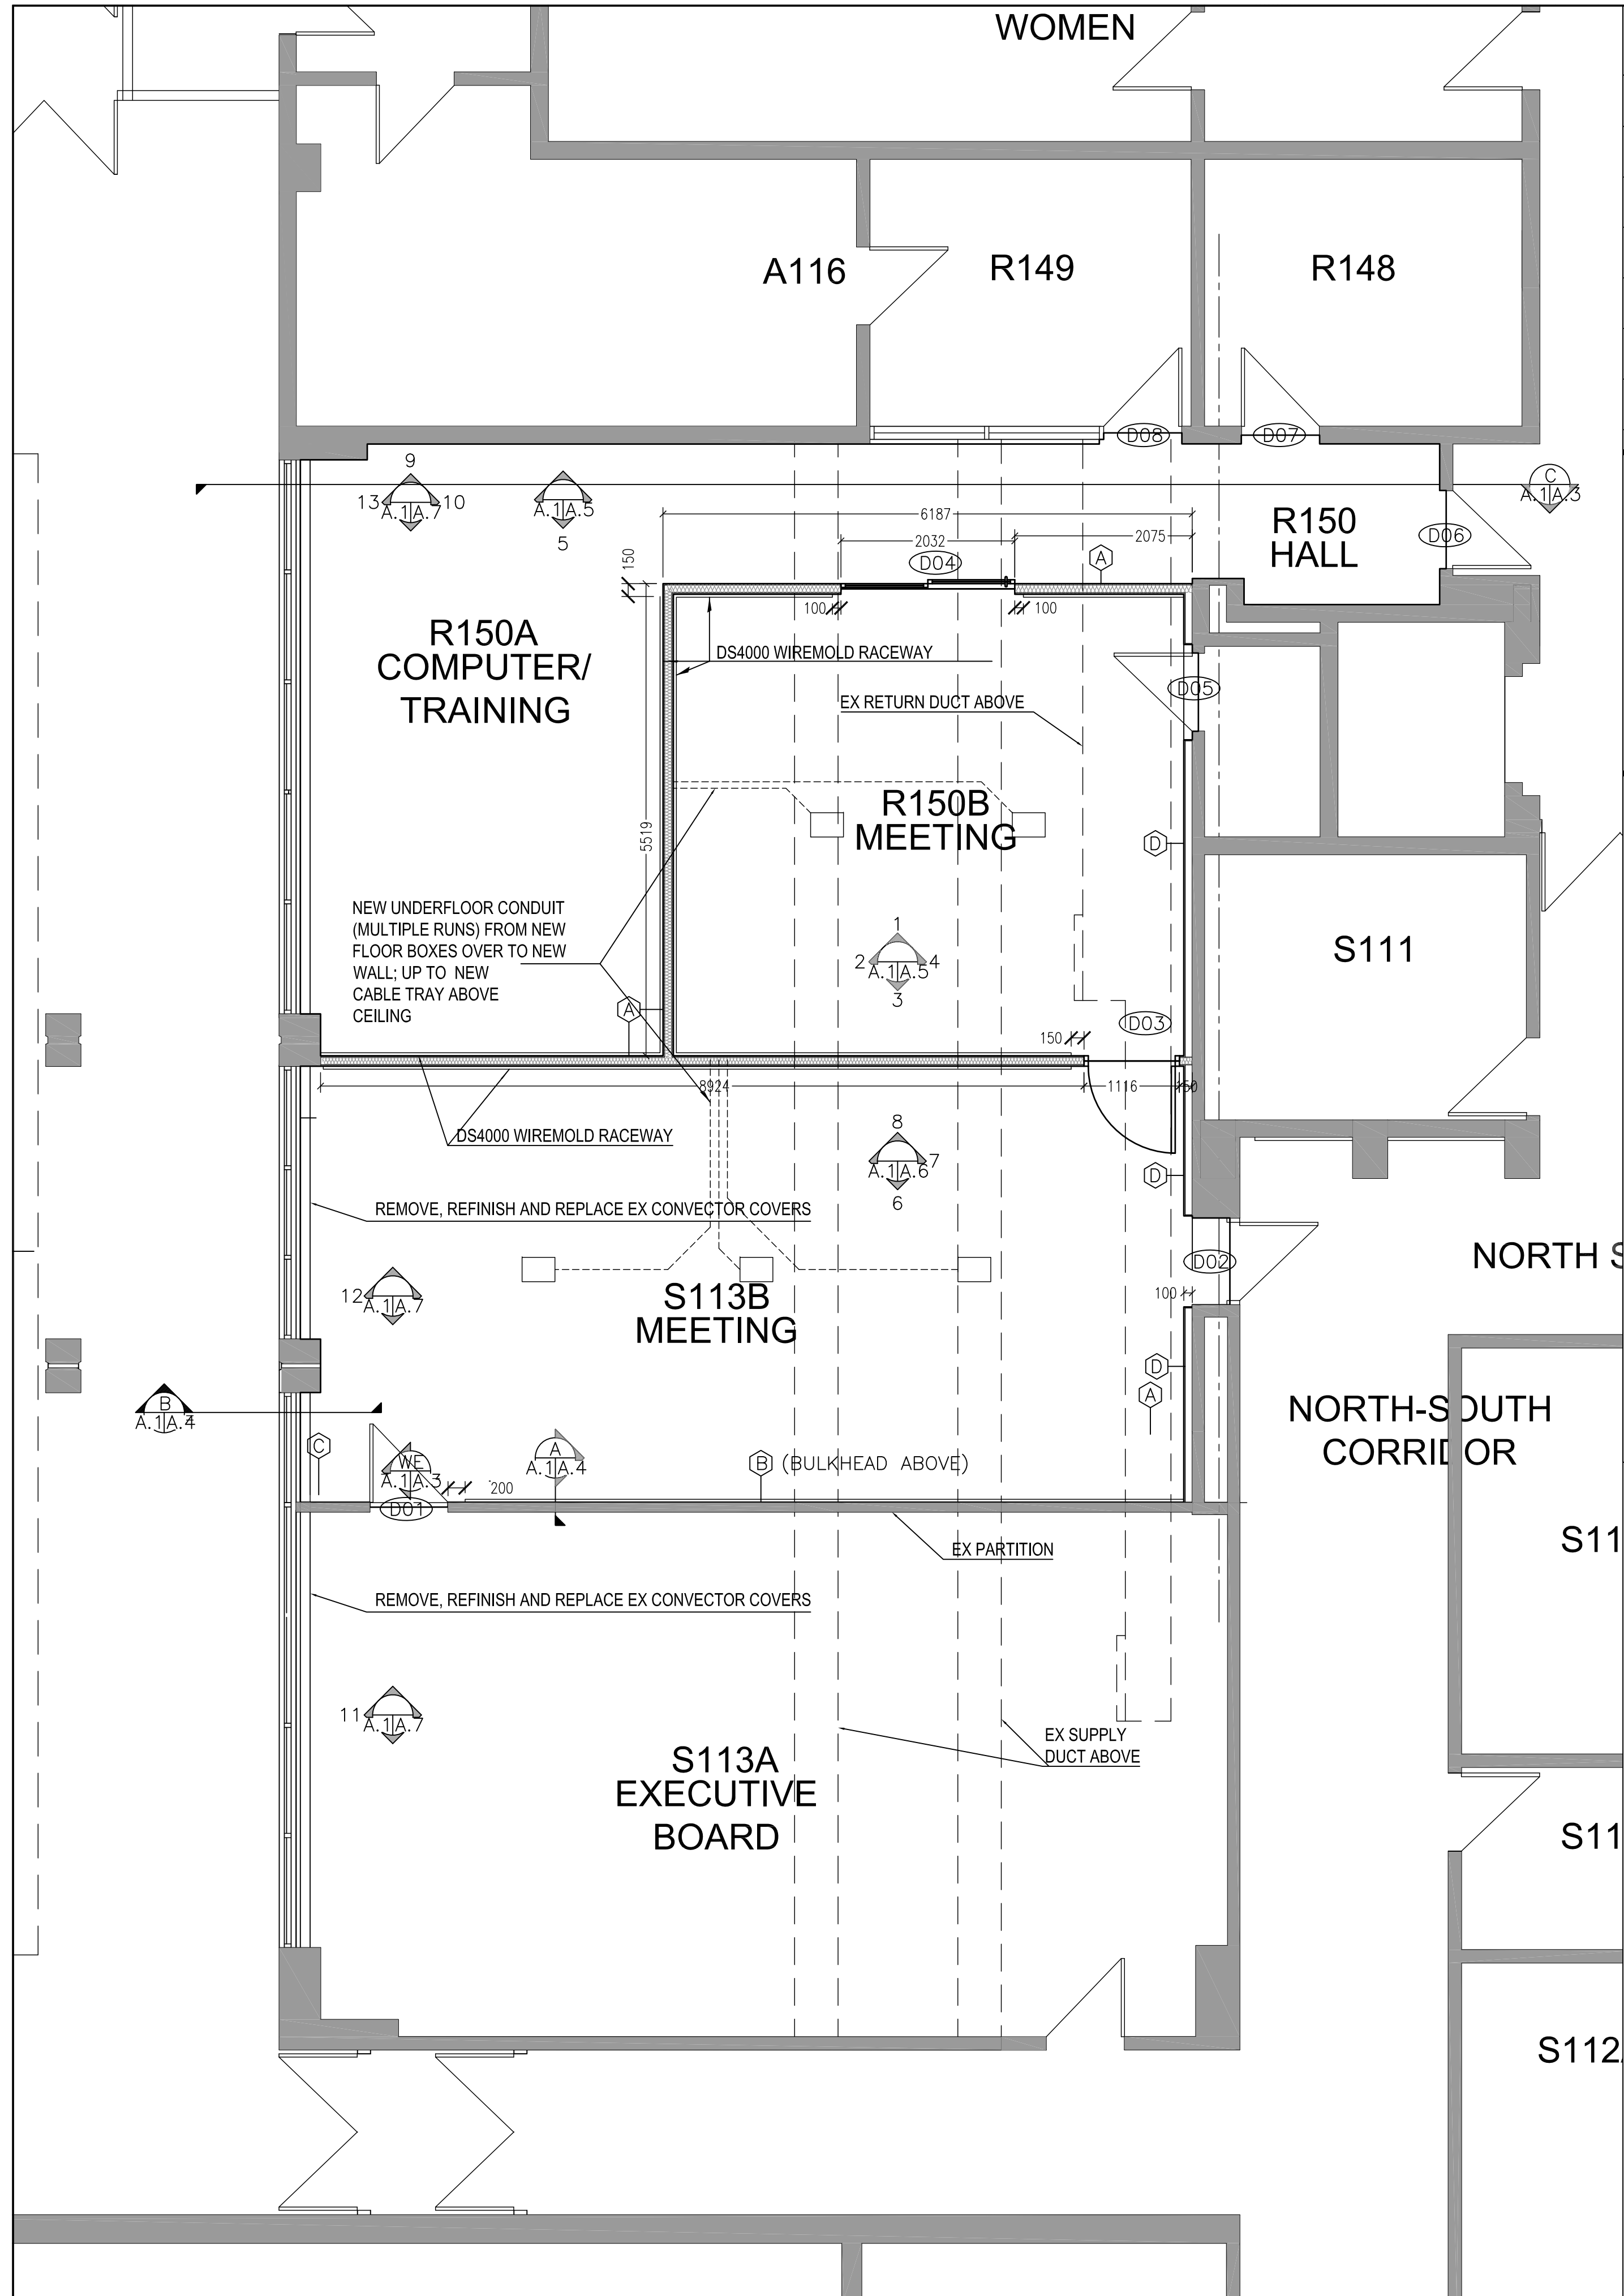 WOMEN
A116
R149
R148
D08
D07
9
13
10
A.1
A.7
A.1
A.5
5
C
A.1
A.3
6187
2032
2075
D04
A
R150
HALL
D06
150
100
100
R150A
COMPUTER/
TRAINING
DS4000 WIREMOLD RACEWAY
D05
EX RETURN DUCT ABOVE
5519
R150B
MEETING
D
NEW UNDERFLOOR CONDUIT
(MULTIPLE RUNS) FROM NEW
FLOOR BOXES OVER TO NEW
WALL; UP TO NEW
CABLE TRAY ABOVE
CEILING
1
2
4
A.1
A.5
3
S111
A
D03
150
8924
1116
150
DS4000 WIREMOLD RACEWAY
8
7
A.1
A.6
6
D
REMOVE, REFINISH AND REPLACE EX CONVECTOR COVERS
D02
NORTH S
12
A.1
A.7
S113B
MEETING
100
D
A
B
A.1
A.4
NORTH-SOUTH
CORRIDOR
C
WE
A.1
A.3
A
A.1
A.4
B
(BULKHEAD ABOVE)
200
D01
EX PARTITION
S11
REMOVE, REFINISH AND REPLACE EX CONVECTOR COVERS
11
A.1
A.7
EX SUPPLY
DUCT ABOVE
S113A
EXECUTIVE
BOARD
S11
S112